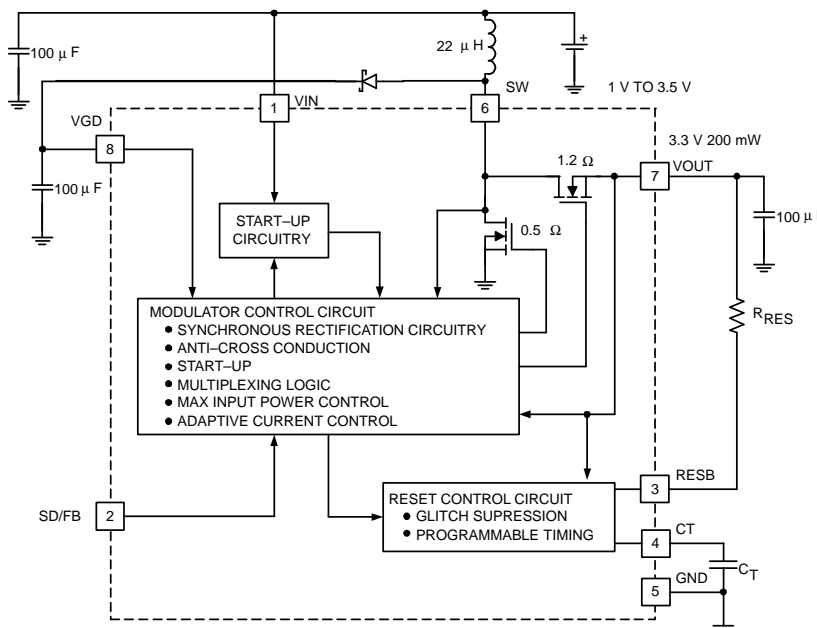 22 μ H
+
100 μ F
1 V TO 3.5 V
1
VIN
6
SW
VGD
8
3.3 V 200 mW
1.2 Ω
7
VOUT
100 μ F
100 μ
START–UP
CIRCUITRY
0.5 Ω
MODULATOR CONTROL CIRCUIT
● SYNCHRONOUS RECTIFICATION CIRCUITRY
● ANTI–CROSS CONDUCTION
● START–UP
● MULTIPLEXING LOGIC
● MAX INPUT POWER CONTROL
● ADAPTIVE CURRENT CONTROL
RRES
SD/FB
2
RESET CONTROL CIRCUIT
● GLITCH SUPRESSION
● PROGRAMMABLE TIMING
3
RESB
4
CT
5
GND
CT